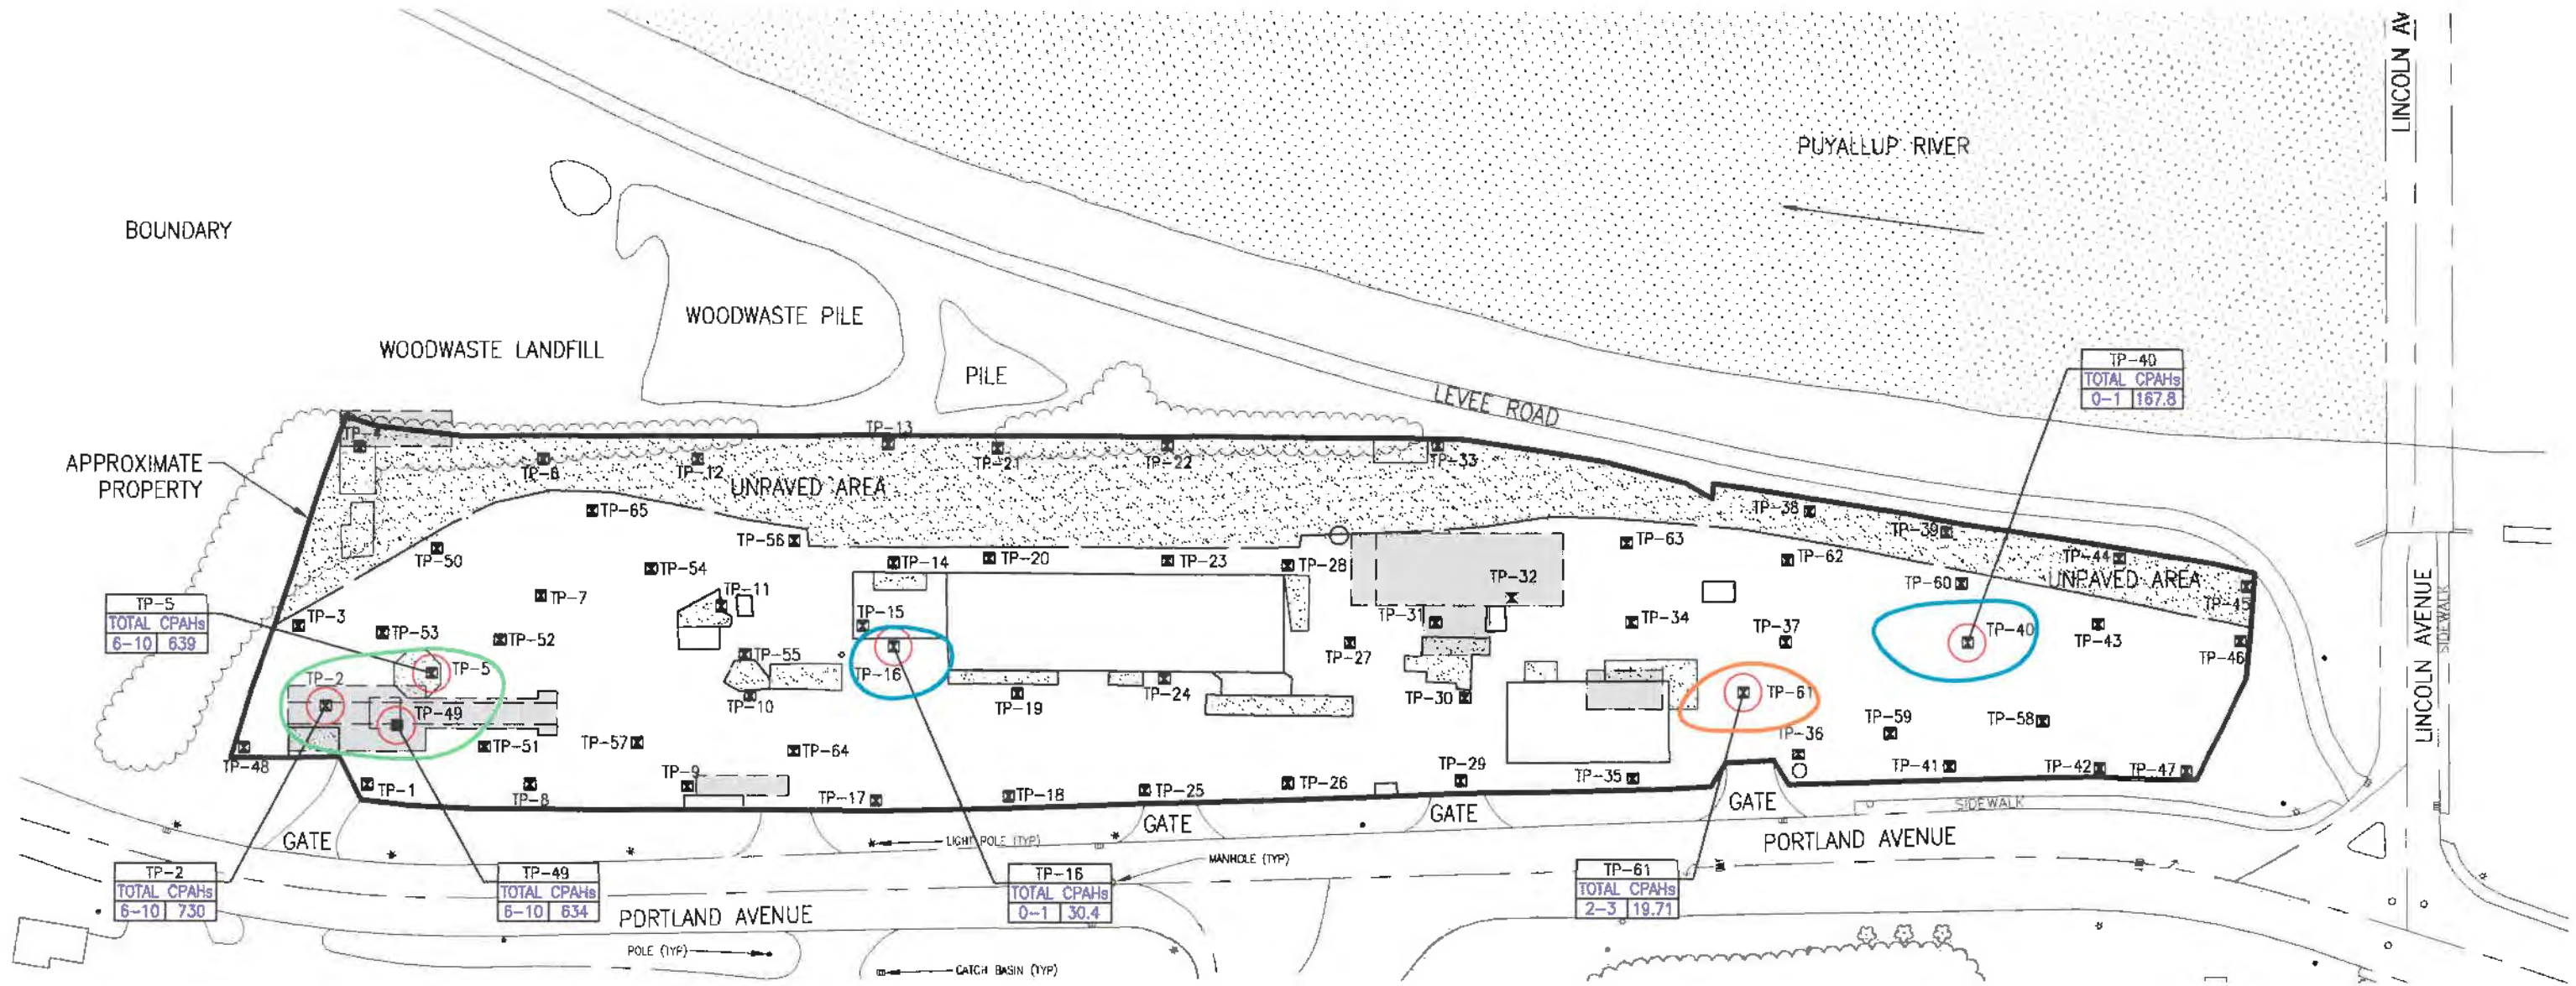 LINCOLN AV
PUYALLUP RIVER
BOUNDARY
WOODWASTE PILE
WOODWASTE LANDFILL
PILE
TP-40
TOTAL CPAHs
0-1 167.8
LEVEE ROAD
APPROXIMATE
PROPERTY
TP-13
TP-6
TP-12
TP-21
TP-22
TP-33
UNPAVED AREA
TP-65
TP-38
TP-39
TP-56
TP-50
TP-54
TP-14
TP-20
TP-23
TP-28
TP-63
TP-62
TP-44
UNPAVED AREA
TP-32
TP-60
TP-45
TP-7
TP-11
TP-5
TOTAL CPAHs
6-10 639
TP-3
TP-53
TP-52
TP-15
TP-31
TP-34
TP-37
TP-40
TP-43
TP-46
LINCOLN AVENUE
SIDEWALK
TP-55
TP-27
TP-5
TP-2
TP-16
TP-24
TP-61
TP-49
TP-10
TP-19
TP-30
TP-59
TP-58
TP-51
TP-57
TP-64
TP-36
TP-48
TP-1
TP-8
TP-9
TP-17
TP-18
TP-25
TP-26
TP-29
TP-35
TP-41
TP-42
TP-47
GATE
GATE
GATE
GATE
SIDEWALK
LIGHT POLE (TYP)
MANHOLE (TYP)
PORTLAND AVENUE
TP-2
TOTAL CPAHs
6-10 730
TP-49
TOTAL CPAHs
6-10 634
TP-16
TOTAL CPAHs
0-1 30.4
TP-61
TOTAL CPAHs
2-3 19.71
PORTLAND AVENUE
POLE (TYP)
CATCH BASIN (TYP)